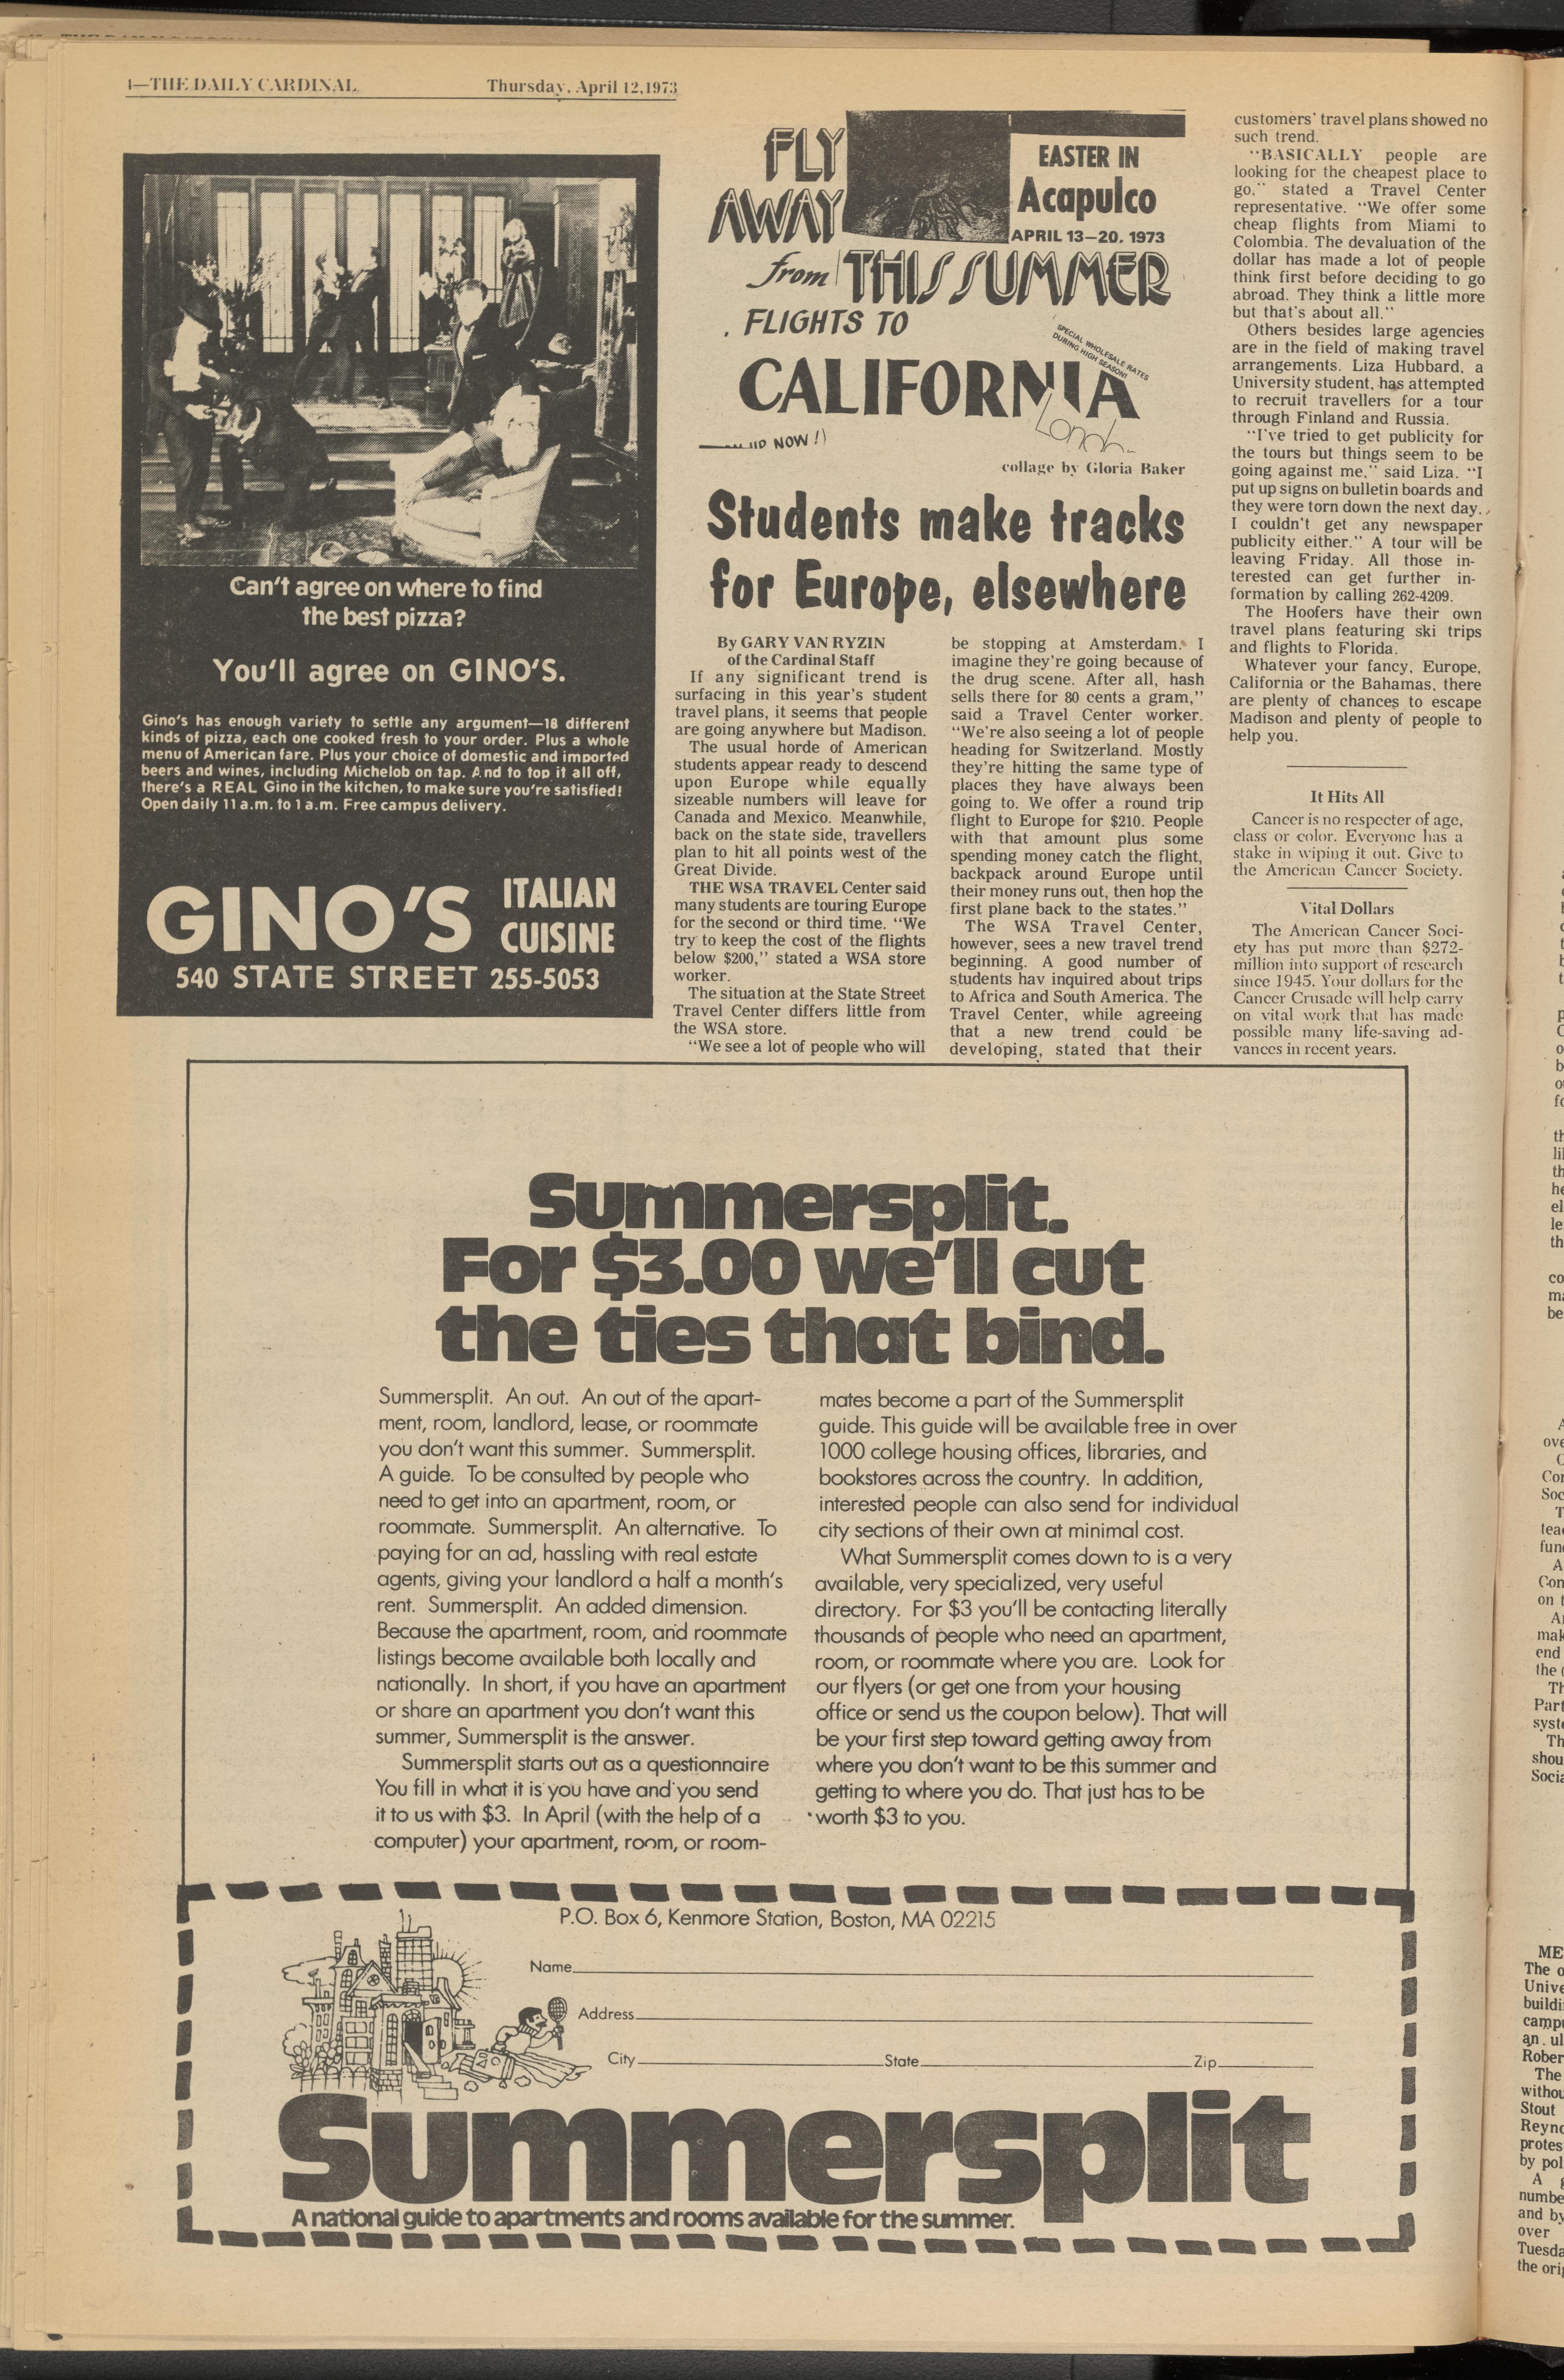 4—THE DAILY CARDINAL
Thursday, April 12,1973
Can't agree on where to find
the best pizza?
You'll agree on GINO'S.
Gino's has enough variety to settle any argument—18 different
kinds of pizza, each one cooked fresh to your order. Plus a whole
menu of American fare. Plus your choice of domestic and imported
beers and wines, including Michelob on tap. And to top it all off,
there's a REAL Gino in the kitchen, to make sure you're satisfied!
Open daily 11 a.m. to 1 a.m. Free campus delivery.
GINO'S ITALIAN
CUISINE
540 STATE STREET 255-5053
FLY
AWAY
EASTER IN
Acapulco
APRIL 13—20, 1973
from THIS SUMMER
FLIGHTS TO
SPECIAL WHOLESALE RATES
DURING HIGH SEASON!
CALIFORNIA
UP NOW!)
collage by Gloria Baker
Students make tracks
for Europe, elsewhere
By GARY VAN RYZIN
of the Cardinal Staff
If any significant trend is
surfacing in this year's student
travel plans, it seems that people
are going anywhere but Madison.
The usual horde of American
students appear ready to descend
upon Europe while equally
sizeable numbers will leave for
Canada and Mexico. Meanwhile,
back on the state side, travellers
plan to hit all points west of the
Great Divide.
THE WSA TRAVEL Center said
many students are touring Europe
for the second or third time. "We
try to keep the cost of the flights
below $200," stated a WSA store
worker.
The situation at the State Street
Travel Center differs little from
the WSA store.
"We see a lot of people who will
be stopping at Amsterdam. I
imagine they're going because of
the drug scene. After all, hash
sells there for 80 cents a gram,"
said a Travel Center worker.
"We're also seeing a lot of people
heading for Switzerland. Mostly
they're hitting the same type of
places they have always been
going to. We offer a round trip
flight to Europe for $210. People
with that amount plus some
spending money catch the flight,
backpack around Europe until
their money runs out, then hop the
first plane back to the states."
The WSA Travel Center,
however, sees a new travel trend
beginning. A good number of
students hav inquired about trips
to Africa and South America. The
Travel Center, while agreeing
that a new trend could be
developing, stated that their
customers' travel plans showed no
such trend.
"BASICALLY people are
looking for the cheapest place to
go," stated a Travel Center
representative. "We offer some
cheap flights from Miami to
Colombia. The devaluation of the
dollar has made a lot of people
think first before deciding to go
abroad. They think a little more
but that's about all."
Others besides large agencies
are in the field of making travel
arrangements. Liza Hubbard, a
University student, has attempted
to recruit travellers for a tour
through Finland and Russia.
"I've tried to get publicity for
the tours but things seem to be
going against me," said Liza. "I
put up signs on bulletin boards and
they were torn down the next day.
I couldn't get any newspaper
publicity either." A tour will be
leaving Friday. All those in-
terested can get further in-
formation by calling 262-4209.
The Hoofers have their own
travel plans featuring ski trips
and flights to Florida.
Whatever your fancy, Europe,
California or the Bahamas, there
are plenty of chances to escape
Madison and plenty of people to
help you.
It Hits All
Cancer is no respecter of age,
class or color. Everyone has a
stake in wiping it out. Give to
the American Cancer Society.
Vital Dollars
The American Cancer Soci-
ety has put more than $272-
million into support of research
since 1945. Your dollars for the
Cancer Crusade will help carry
on vital work that has made
possible many life-saving ad-
vances in recent years.
Summersplit.
For $3.00 we'll cut
the ties that bind.
Summersplit. An out. An out of the apart-
ment, room, landlord, lease, or roommate
you don't want this summer. Summersplit.
A guide. To be consulted by people who
need to get into an apartment, room, or
roommate. Summersplit. An alternative. To
paying for an ad, hassling with real estate
agents, giving your landlord a half a month's
rent. Summersplit. An added dimension.
Because the apartment, room, and roommate
listings become available both locally and
nationally. In short, if you have an apartment
or share an apartment you don't want this
summer, Summersplit is the answer.
Summersplit starts out as a questionnaire
You fill in what it is you have and you send
it to us with $3. In April (with the help of a
computer) your apartment, room, or room-
mates become a part of the Summersplit
guide. This guide will be available free in over
1000 college housing offices, libraries, and
bookstores across the country. In addition,
interested people can also send for individual
city sections of their own at minimal cost.
What Summersplit comes down to is a very
available, very specialized, very useful
directory. For $3 you'll be contacting literally
thousands of people who need an apartment,
room, or roommate where you are. Look for
our flyers (or get one from your housing
office or send us the coupon below). That will
be your first step toward getting away from
where you don't want to be this summer and
getting to where you do. That just has to be
worth $3 to you.
P.O. Box 6, Kenmore Station, Boston, MA 02215
Name
Address
City State Zip
Summersplit
A national guide to apartments and rooms available for the summer.